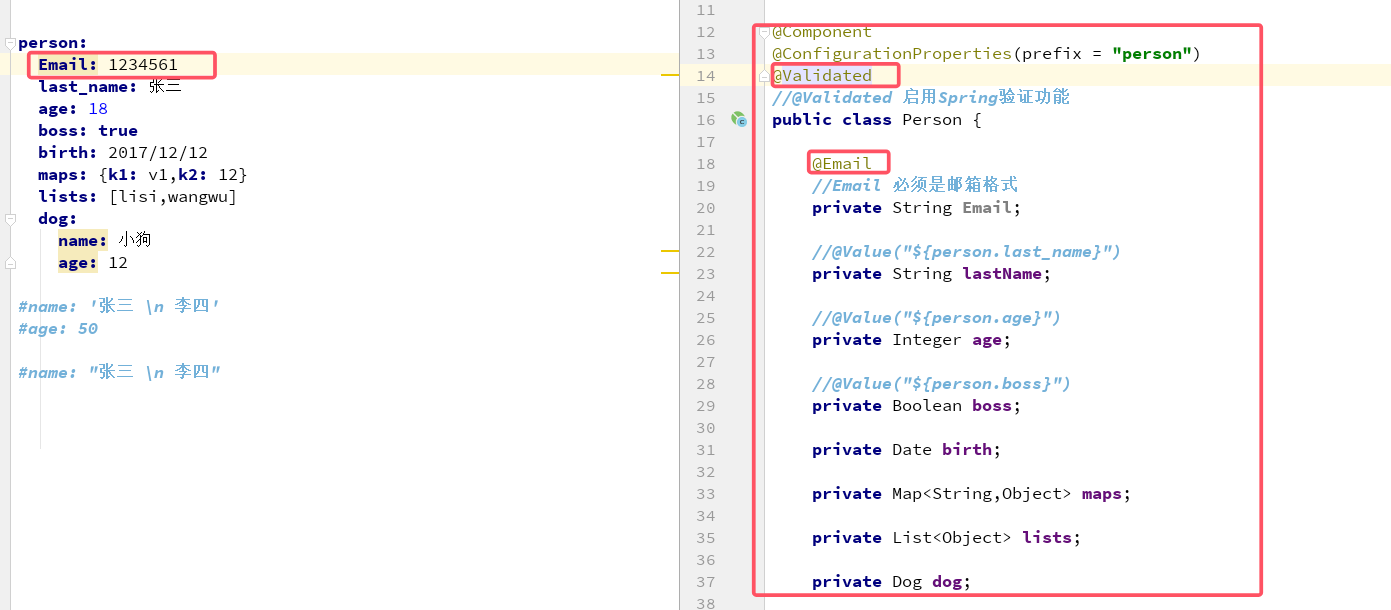 person:
  Email: 1234561
  last_name: 张三
  age: 18
  boss: true
  birth: 2017/12/12
  maps: {k1: v1,k2: 12}
  lists: [lisi,wangwu]
  dog:
    name: 小狗
    age: 12
#name: '张三 \n 李四'
#age: 50
#name: "张三 \n 李四"
11
12 @Component
13 @ConfigurationProperties(prefix = "person")
14 @Validated
15 //@Validated 启用Spring验证功能
16 public class Person {
17
18 @Email
19 //Email 必须是邮箱格式
20 private String Email;
21
22 //@Value("${person.last_name}")
23 private String lastName;
24
25 //@Value("${person.age}")
26 private Integer age;
27
28 //@Value("${person.boss}")
29 private Boolean boss;
30
31 private Date birth;
32
33 private Map<String,Object> maps;
34
35 private List<Object> lists;
36
37 private Dog dog;
38